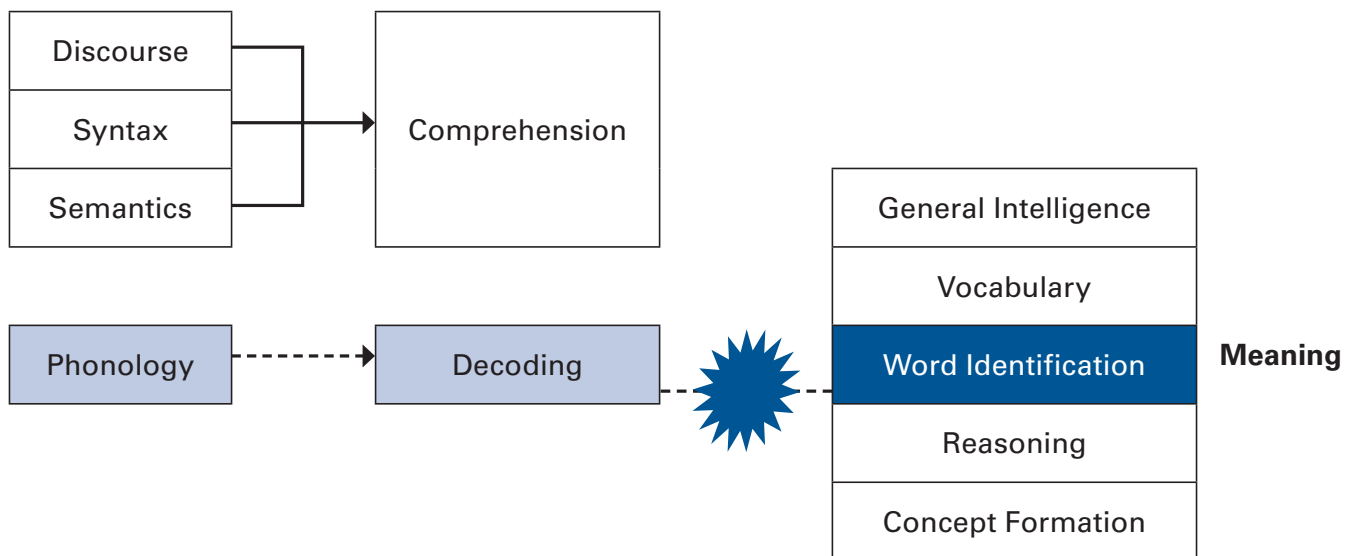 Discourse
Syntax
Semantics
Comprehension
Phonology
Decoding
General Intelligence
Vocabulary
Word Identification
Reasoning
Concept Formation
Meaning